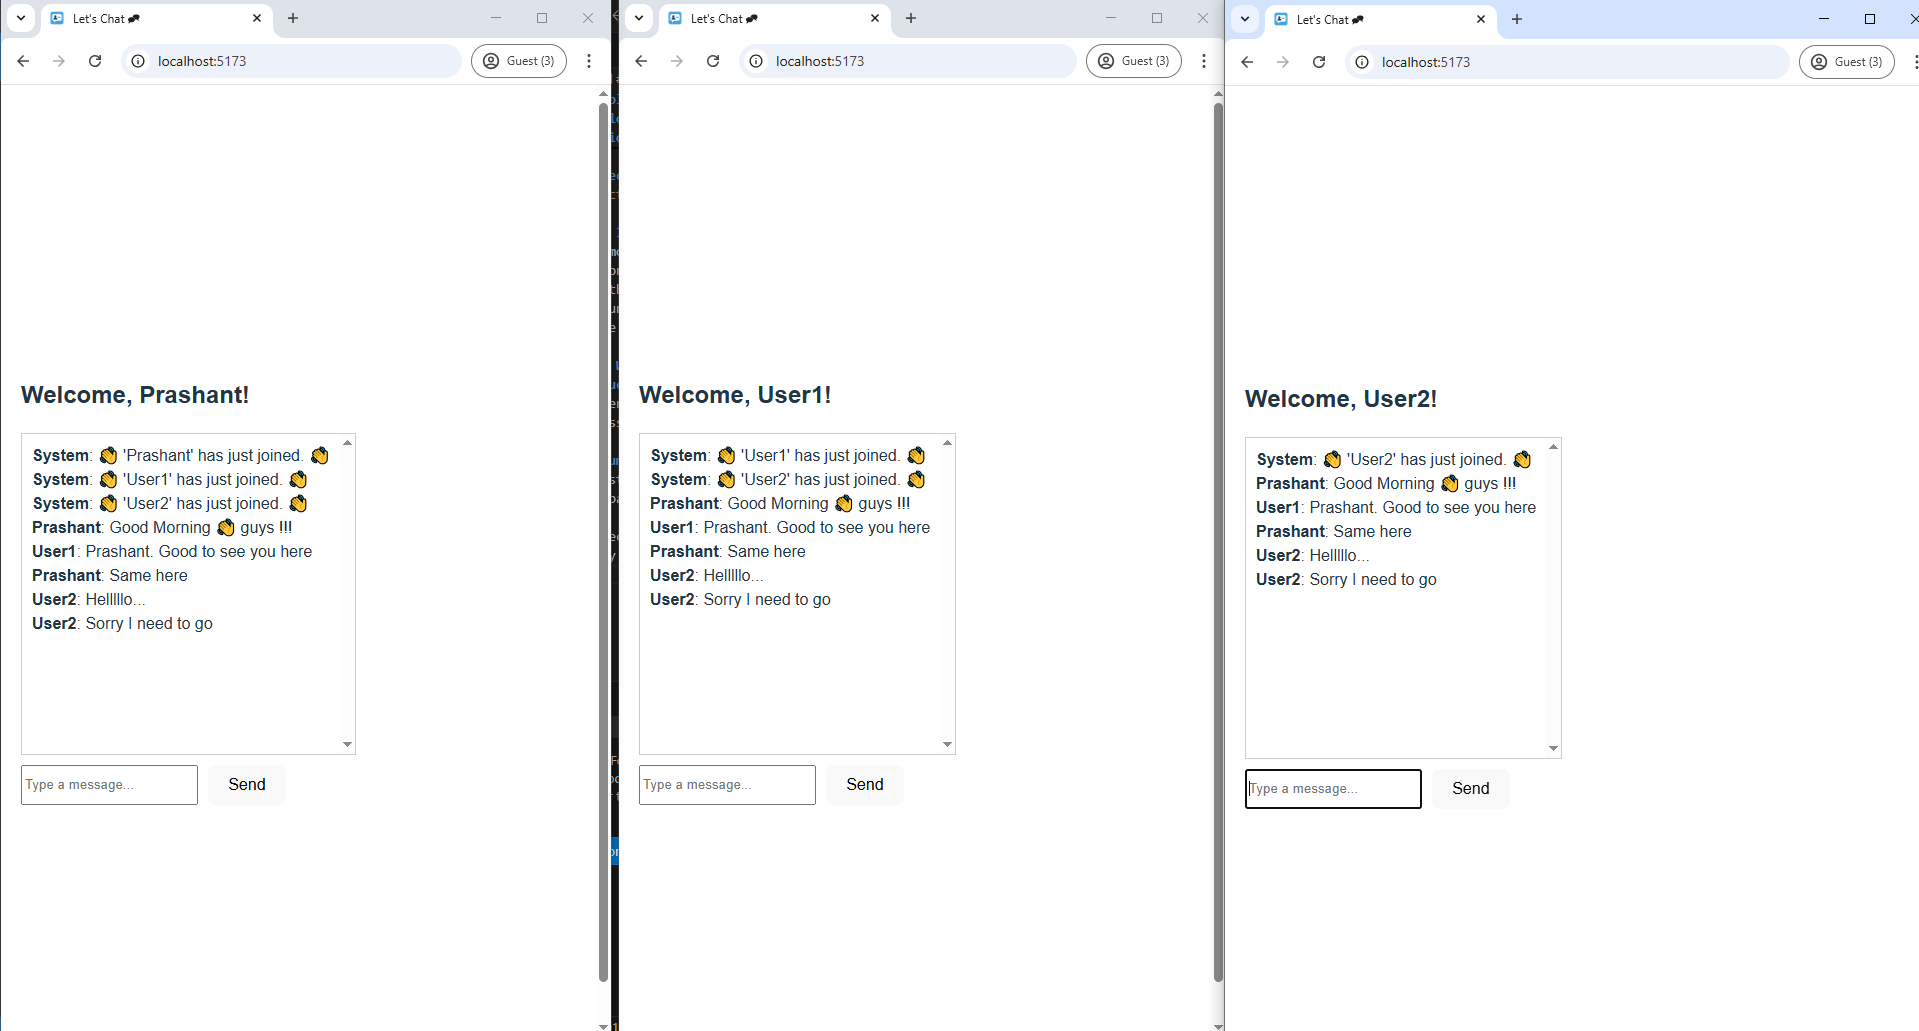 Let's Chat
localhost:5173
Guest (3)
Welcome, Prashant!
System: 👋 'Prashant' has just joined. 👋
System: 👋 'User1' has just joined. 👋
System: 👋 'User2' has just joined. 👋
Prashant: Good Morning 👋 guys !!!
User1: Prashant. Good to see you here
Prashant: Same here
User2: Helllllo...
User2: Sorry I need to go
Type a message...
Send
Let's Chat
localhost:5173
Guest (3)
Welcome, User1!
System: 👋 'User1' has just joined. 👋
System: 👋 'User2' has just joined. 👋
Prashant: Good Morning 👋 guys !!!
User1: Prashant. Good to see you here
Prashant: Same here
User2: Helllllo...
User2: Sorry I need to go
Type a message...
Send
Let's Chat
localhost:5173
Guest (3)
Welcome, User2!
System: 👋 'User2' has just joined. 👋
Prashant: Good Morning 👋 guys !!!
User1: Prashant. Good to see you here
Prashant: Same here
User2: Helllllo...
User2: Sorry I need to go
Type a message...
Send